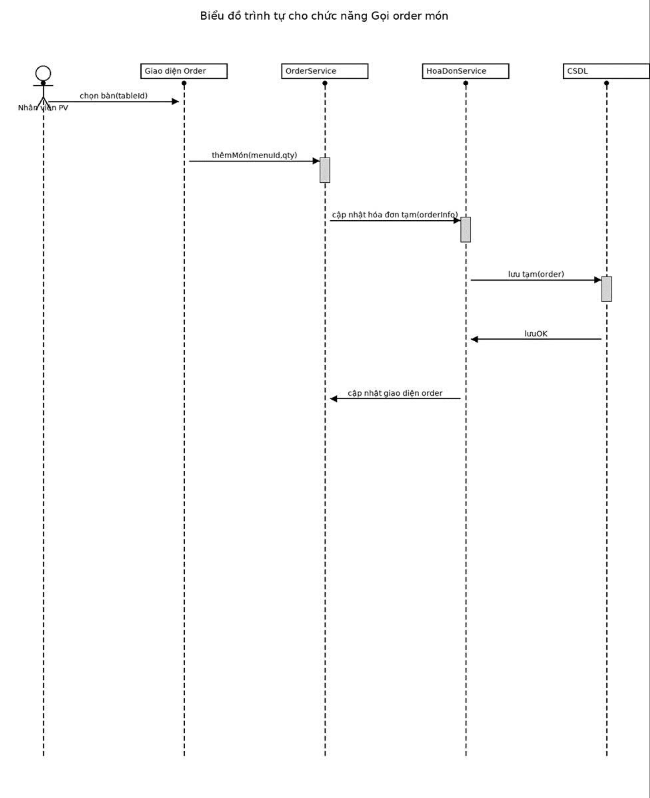 Biểu đồ trình tự cho chức năng Gọi order món
Giao diện Order
OrderService
HoaDonService
CSDL
Nhân viên PV
chọn bàn(tableId)
thêmMón(menuId,qty)
cập nhật hóa đơn tạm(orderInfo)
lưu tạm(order)
lưuOK
cập nhật giao diện order